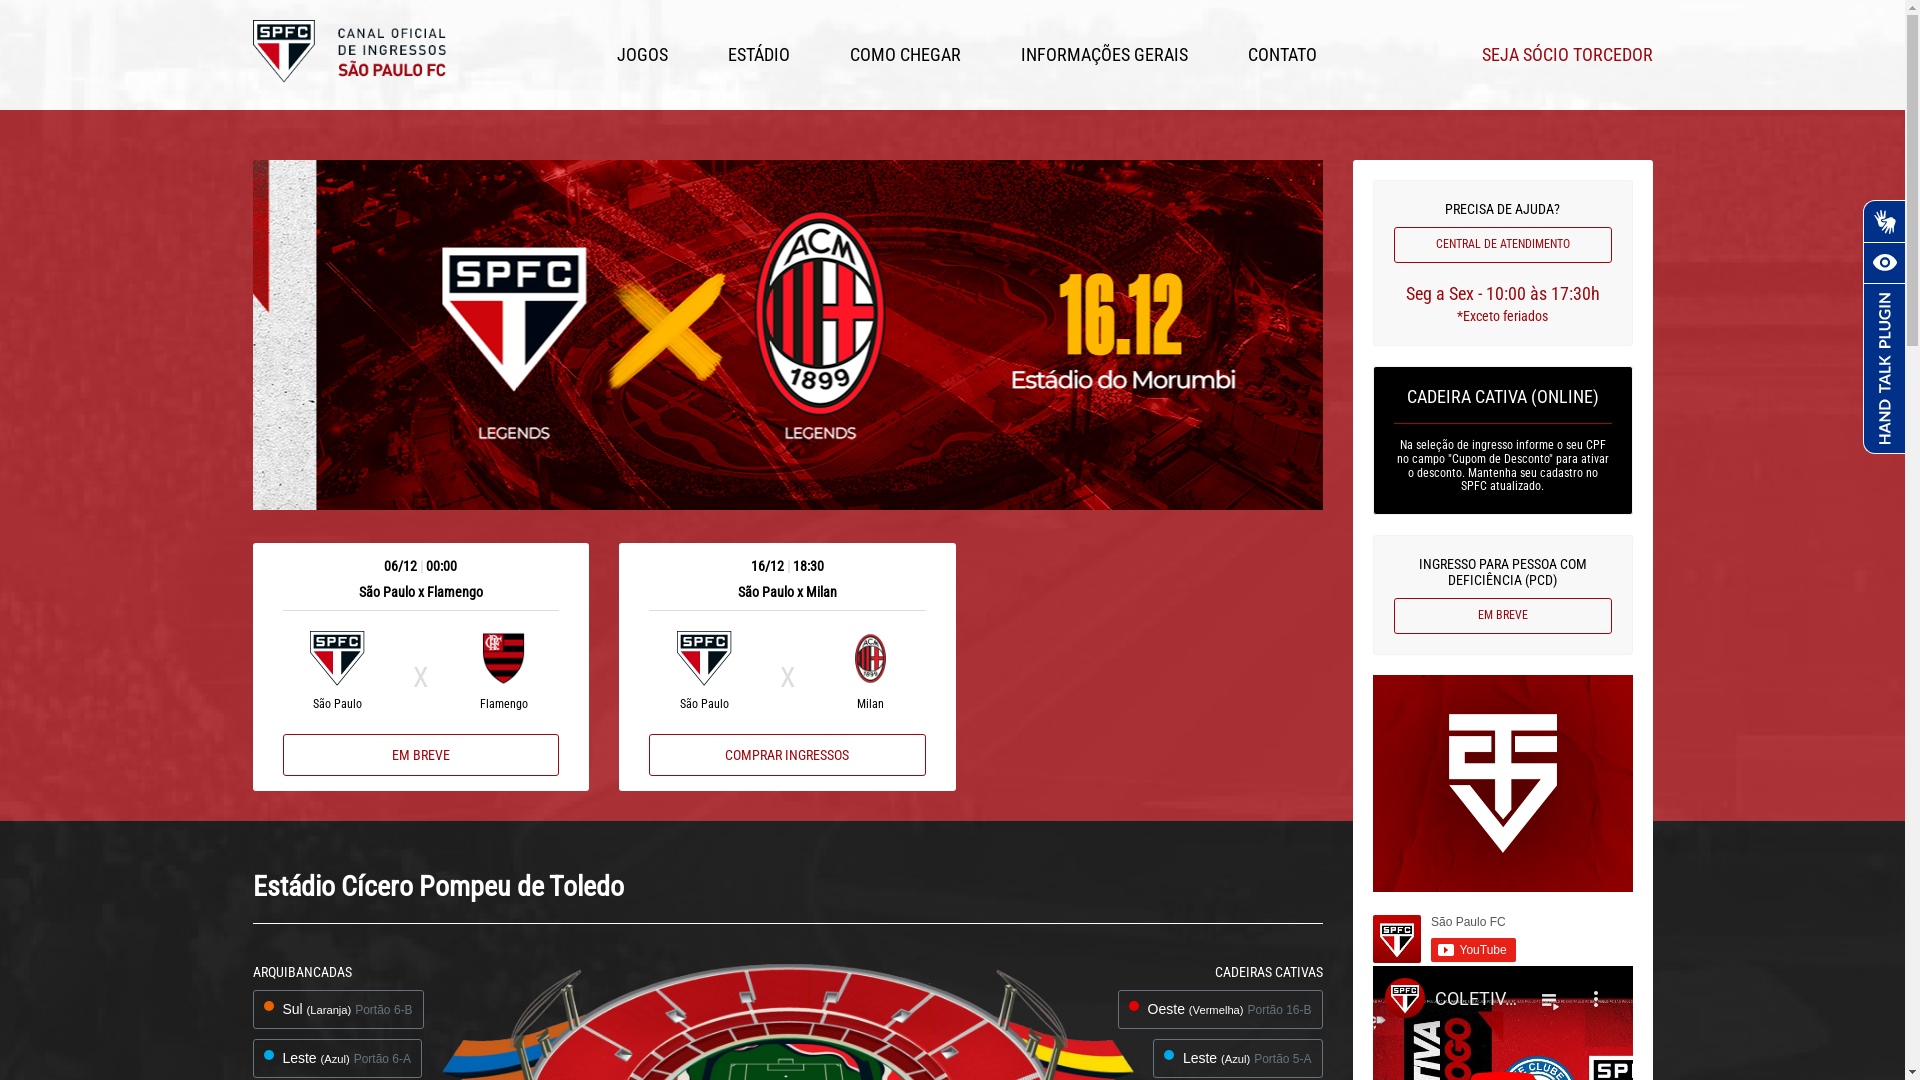 SPFC
CANAL OFICIAL
DE INGRESSOS
SÃO PAULO FC
JOGOS
ESTÁDIO
COMO CHEGAR
INFORMAÇÕES GERAIS
CONTATO
SEJA SÓCIO TORCEDOR
SPFC
LEGENDS
ACM
1899
LEGENDS
16.12
Estádio do Morumbi
PRECISA DE AJUDA?
CENTRAL DE ATENDIMENTO
Seg a Sex - 10:00 às 17:30h
*Exceto feriados
HAND TALK PLUGIN
CADEIRA CATIVA (ONLINE)
Na seleção de ingresso informe o seu CPF
no campo "Cupom de Desconto" para ativar
o desconto. Mantenha seu cadastro no
SPFC atualizado.
INGRESSO PARA PESSOA COM
DEFICIÊNCIA (PCD)
EM BREVE
06/12 | 00:00
São Paulo x Flamengo
SPFC
X
São Paulo
Flamengo
EM BREVE
16/12 | 18:30
São Paulo x Milan
SPFC
X
ACM
São Paulo
Milan
COMPRAR INGRESSOS
São Paulo FC
SPFC
YouTube
SPFC
COLETIV...
SPFC
Estádio Cícero Pompeu de Toledo
ARQUIBANCADAS
Sul (Laranja) Portão 6-B
Leste (Azul) Portão 6-A
CADEIRAS CATIVAS
Oeste (Vermelha) Portão 16-B
Leste (Azul) Portão 5-A